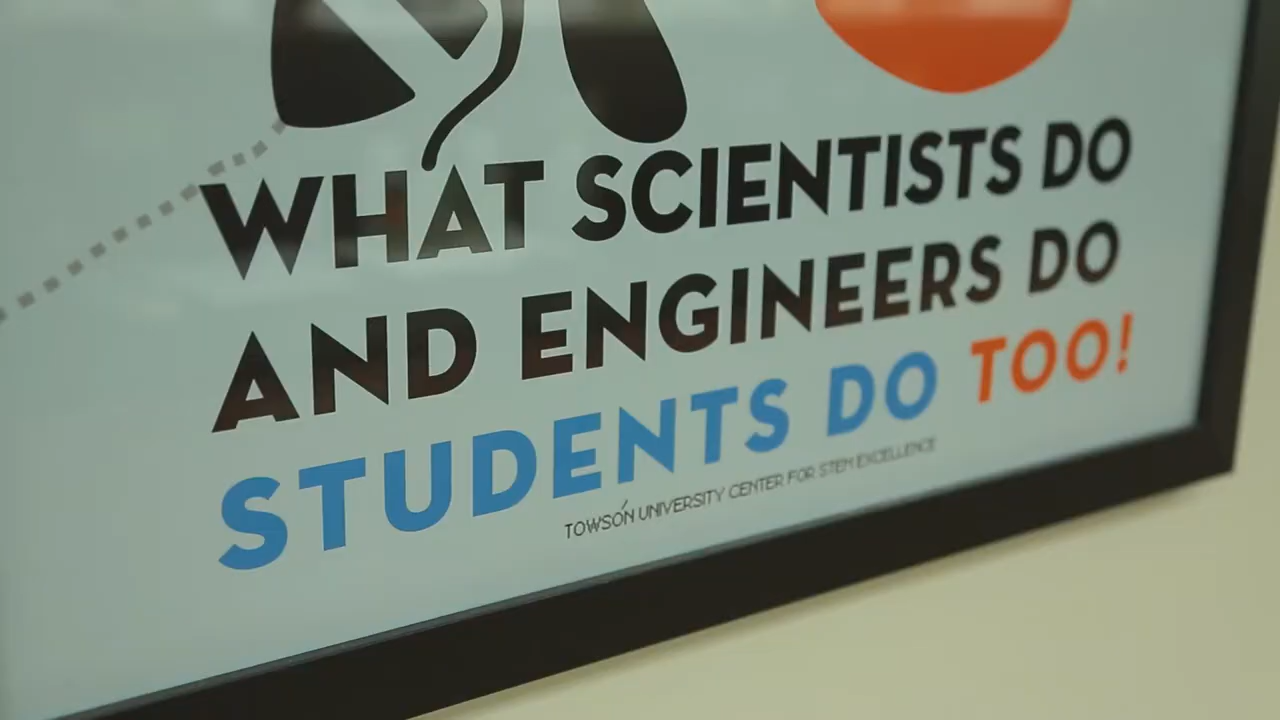 WHAT SCIENTISTS DO
AND ENGINEERS DO
STUDENTS DO TOO!
TOWSON UNIVERSITY CENTER FOR STEM EXCELLENCE